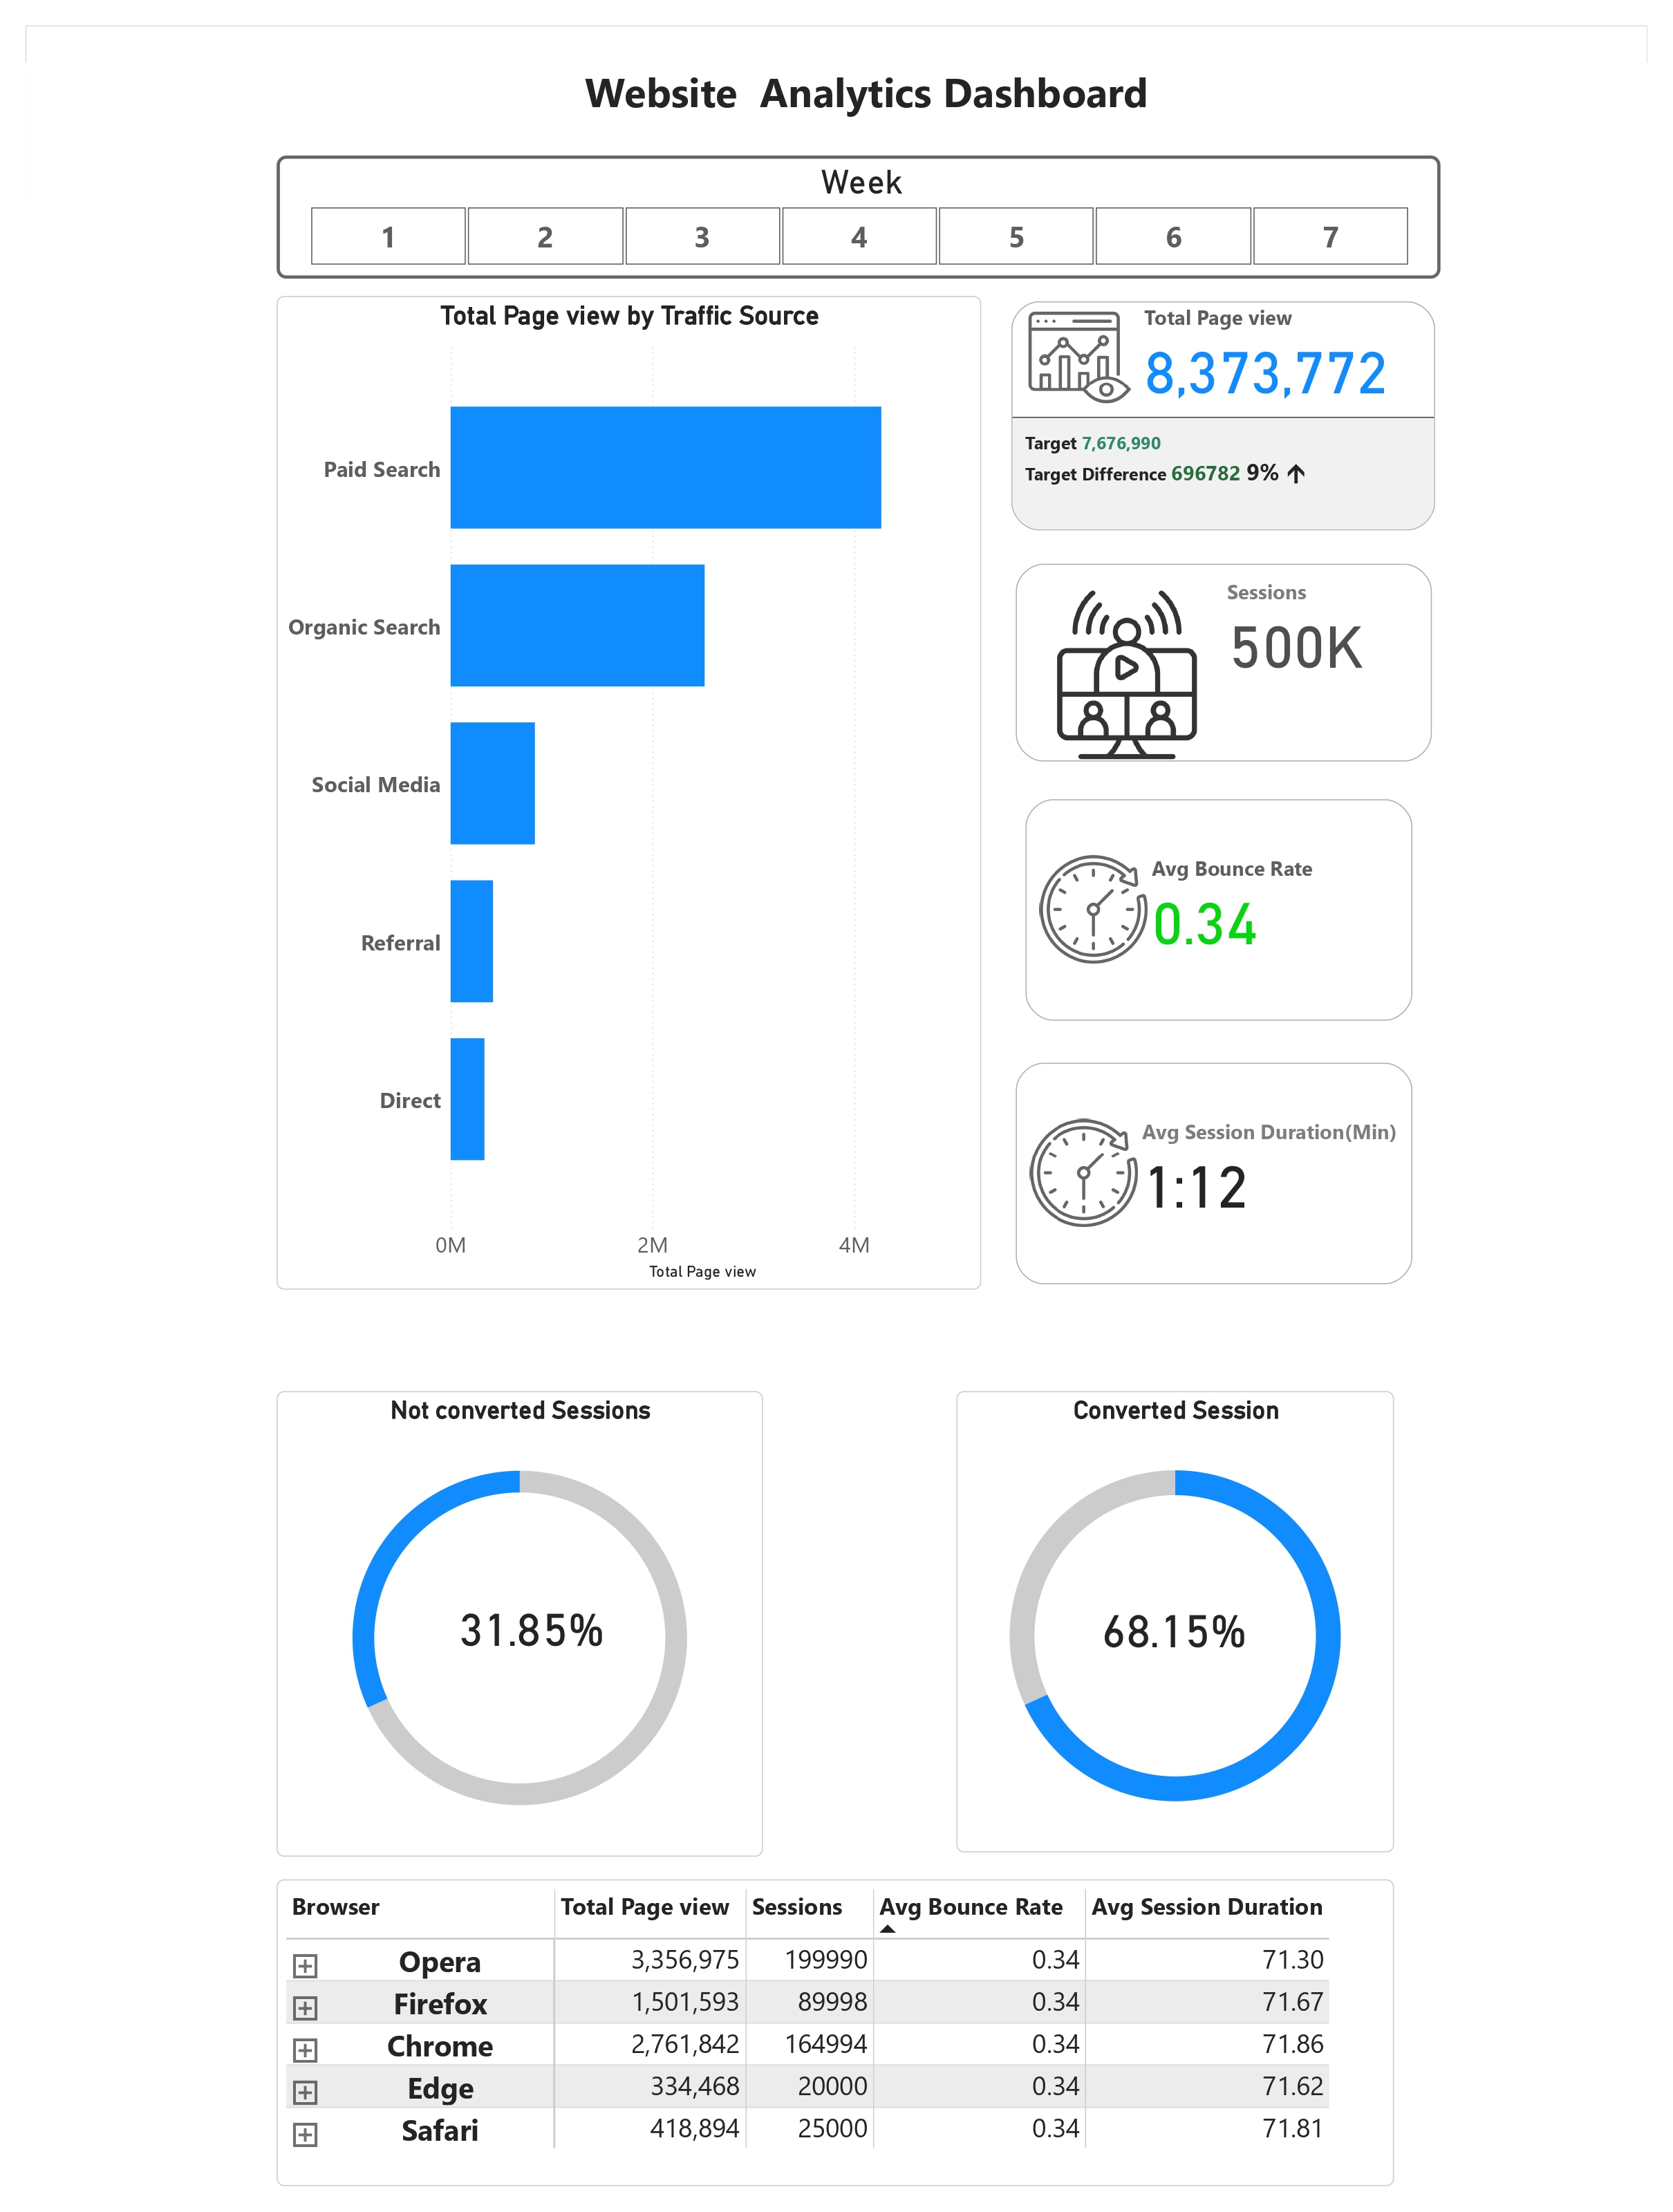 Website  Analytics Dashboard
Week
1 2 3 4 5 6 7
Total Page view by Traffic Source
Paid Search
Organic Search
Social Media
Referral
Direct
0M 2M 4M
Total Page view
Total Page view
8,373,772
Target 7,676,990
Target Difference 696782 9% ↑
Sessions
500K
Avg Bounce Rate
0.34
Avg Session Duration(Min)
1:12
Not converted Sessions
31.85%
Converted Session
68.15%
Browser Total Page view Sessions Avg Bounce Rate Avg Session Duration
Opera 3,356,975 199990 0.34 71.30
Firefox 1,501,593 89998 0.34 71.67
Chrome 2,761,842 164994 0.34 71.86
Edge 334,468 20000 0.34 71.62
Safari 418,894 25000 0.34 71.81